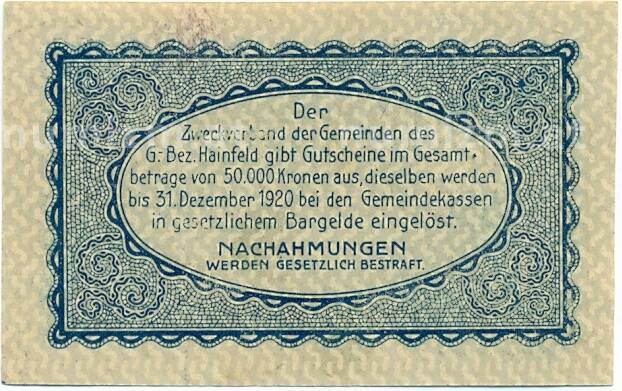 Der
Zweckverband der Gemeinden des
G. Bez. Hainfeld gibt Gutscheine im Gesamt-
betrage von 50.000 Kronen aus, dieselben werden
bis 31. Dezember 1920 bei den Gemeindekassen
in gesetzlichem Bargelde eingelöst.
NACHAHMUNGEN
WERDEN GESETZLICH BESTRAFT.